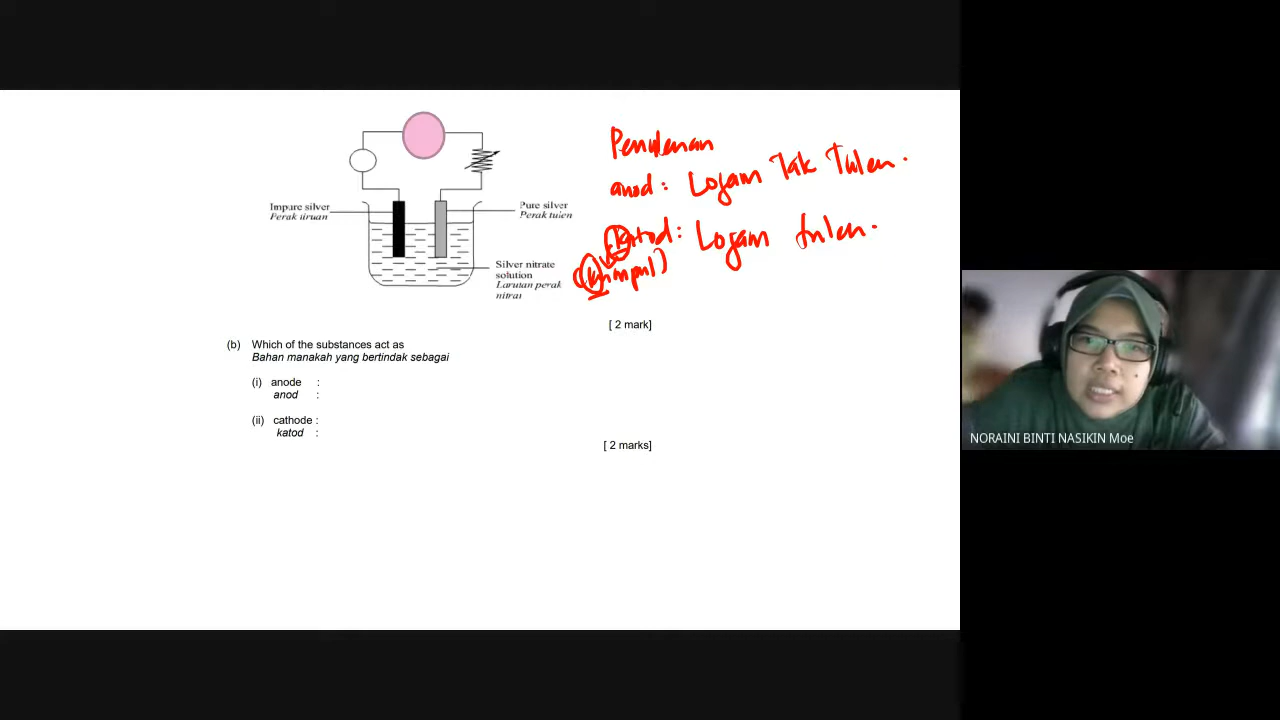 Penulenan
anod : Logam Tak Tulen.
Impure silver
Perak tiruan
Pure silver
Perak tulen
katod : Logam tulen.
(kumpul)
Silver nitrate
solution
Larutan perak
nitrat
[ 2 mark]
(b) Which of the substances act as
Bahan manakah yang bertindak sebagai
(i) anode :
anod :
(ii) cathode :
katod :
[ 2 marks]
NORAINI BINTI NASIKIN Moe